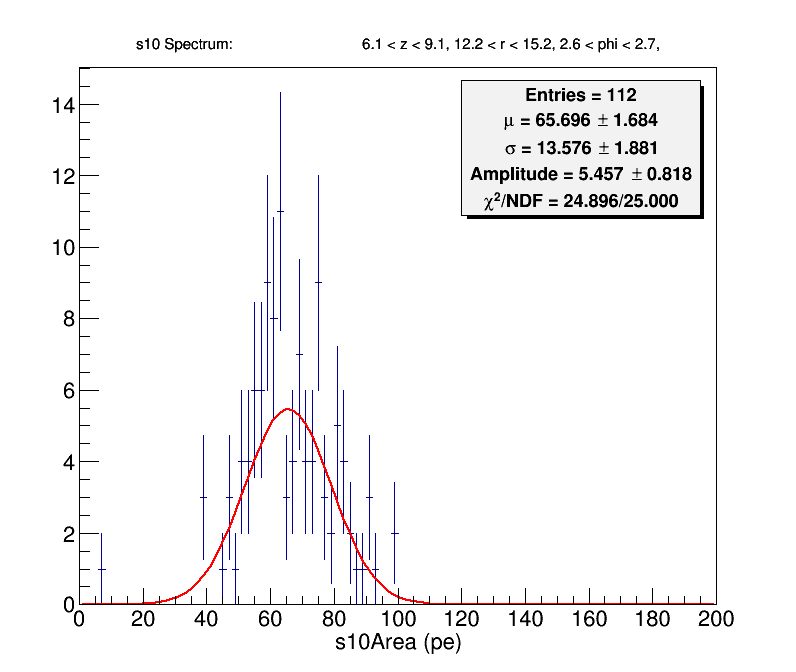 s10 Spectrum: 6.1 < z < 9.1, 12.2 < r < 15.2, 2.6 < phi < 2.7,
Entries = 112
μ = 65.696 ± 1.684
σ = 13.576 ± 1.881
Amplitude = 5.457 ± 0.818
χ²/NDF = 24.896/25.000
14
12
10
8
6
4
2
0
0 20 40 60 80 100 120 140 160 180 200
s10Area (pe)